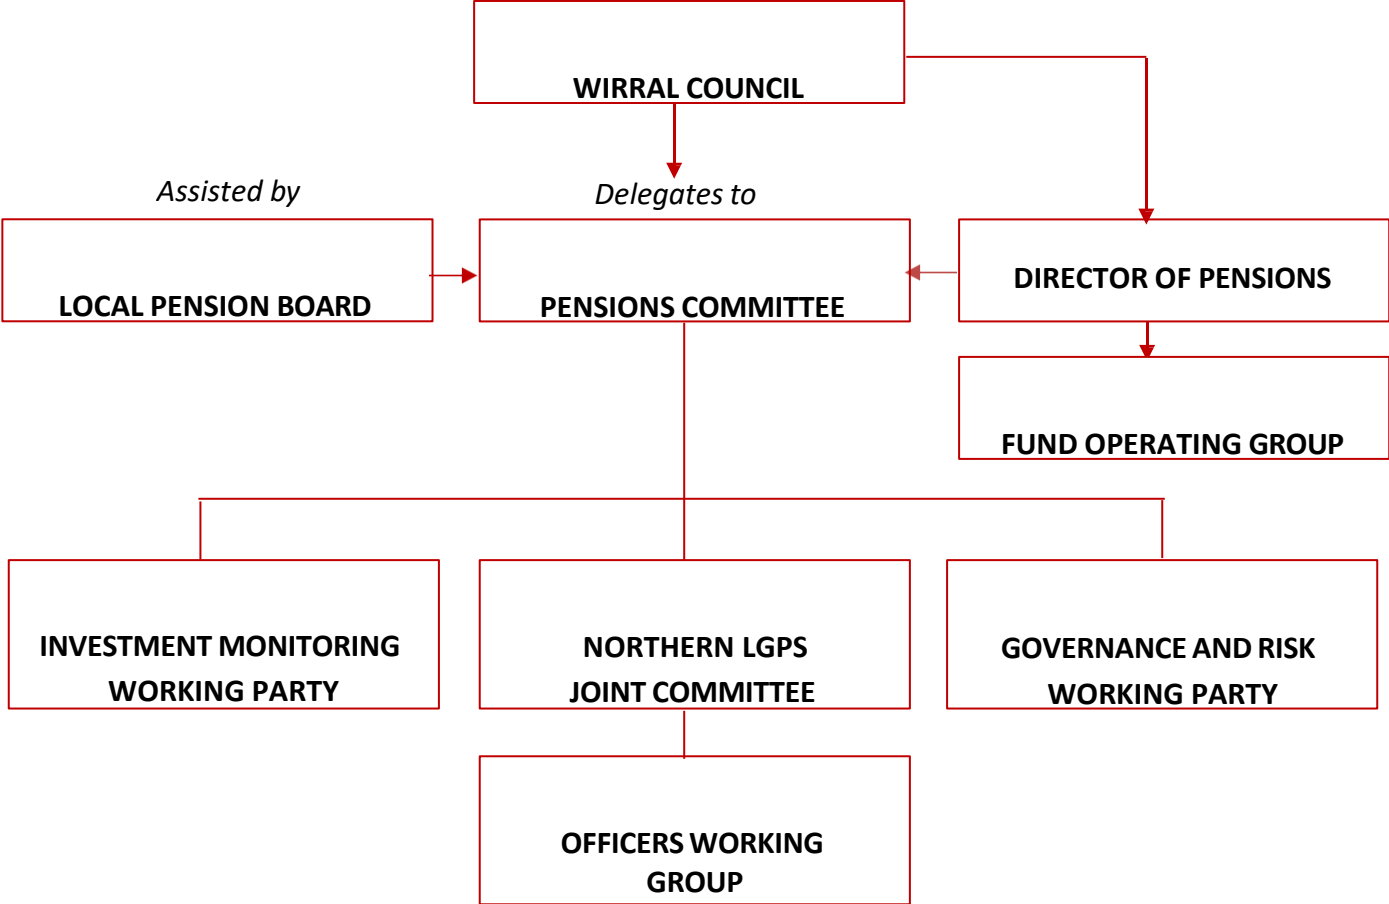 WIRRAL COUNCIL
Assisted by
Delegates to
LOCAL PENSION BOARD
PENSIONS COMMITTEE
DIRECTOR OF PENSIONS
FUND OPERATING GROUP
INVESTMENT MONITORING
WORKING PARTY
NORTHERN LGPS
JOINT COMMITTEE
GOVERNANCE AND RISK
WORKING PARTY
OFFICERS WORKING
GROUP